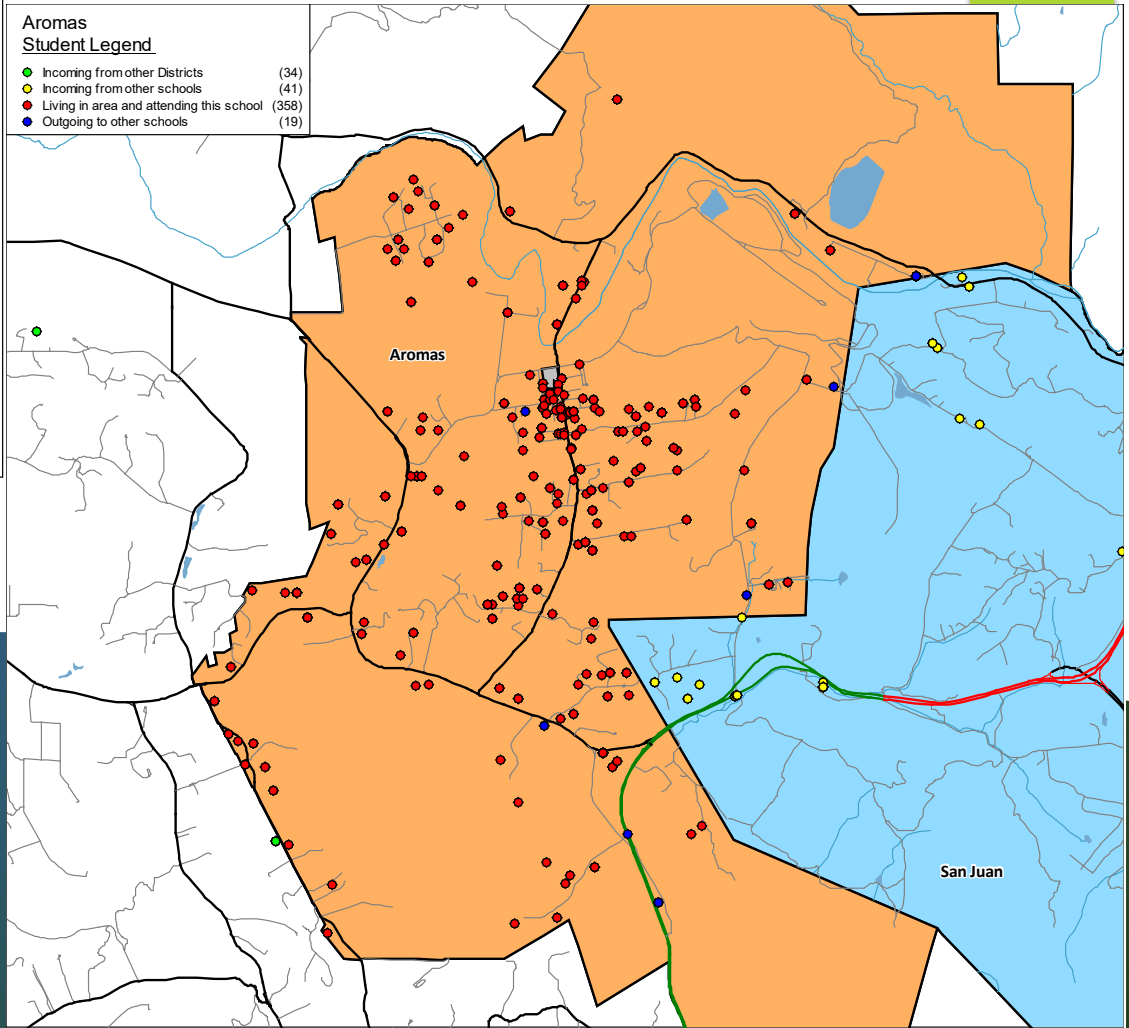 Aromas
Student Legend
Incoming from other Districts (34)
Incoming from other schools (41)
Living in area and attending this school (358)
Outgoing to other schools (19)
Aromas
San Juan